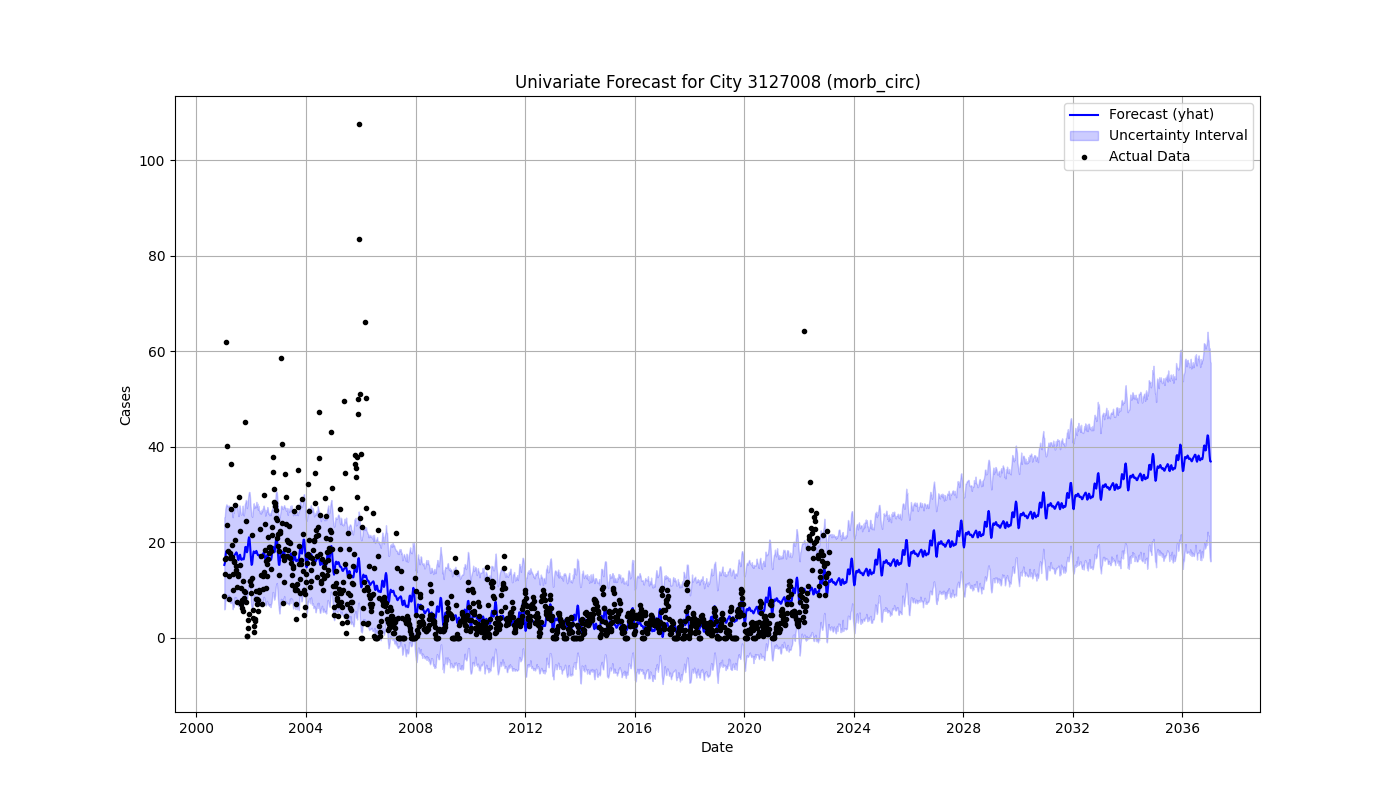 Univariate Forecast for City 3127008 (morb_circ)
Forecast (yhat)
Uncertainty Interval
Actual Data
Cases
100
80
60
40
20
0
2000 2004 2008 2012 2016 2020 2024 2028 2032 2036
Date